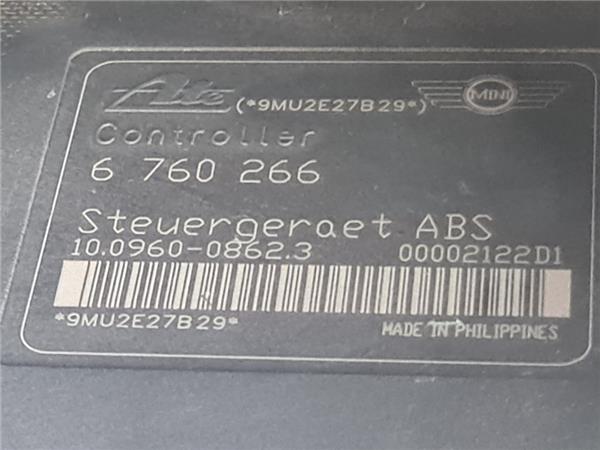 Ate (*9MU2E27B29*) MINI
Controller
6 760 266
Steuergeraet ABS
10.0960-0862.3 00002122D1
*9MU2E27B29* MADE IN PHILIPPINES